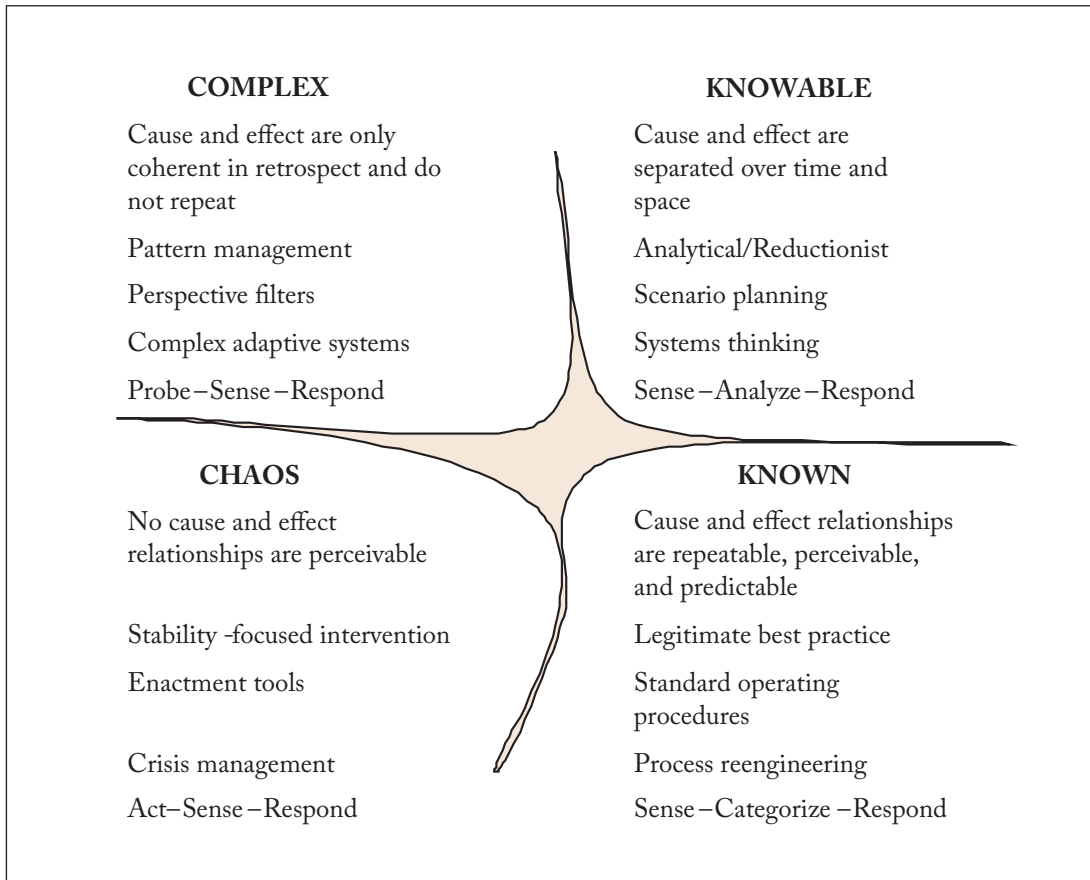 COMPLEX
Cause and effect are only
coherent in retrospect and do
not repeat
Pattern management
Perspective filters
Complex adaptive systems
Probe–Sense–Respond
KNOWABLE
Cause and effect are
separated over time and
space
Analytical/Reductionist
Scenario planning
Systems thinking
Sense–Analyze–Respond
CHAOS
No cause and effect
relationships are perceivable
Stability-focused intervention
Enactment tools
Crisis management
Act–Sense–Respond
KNOWN
Cause and effect relationships
are repeatable, perceivable,
and predictable
Legitimate best practice
Standard operating
procedures
Process reengineering
Sense–Categorize–Respond